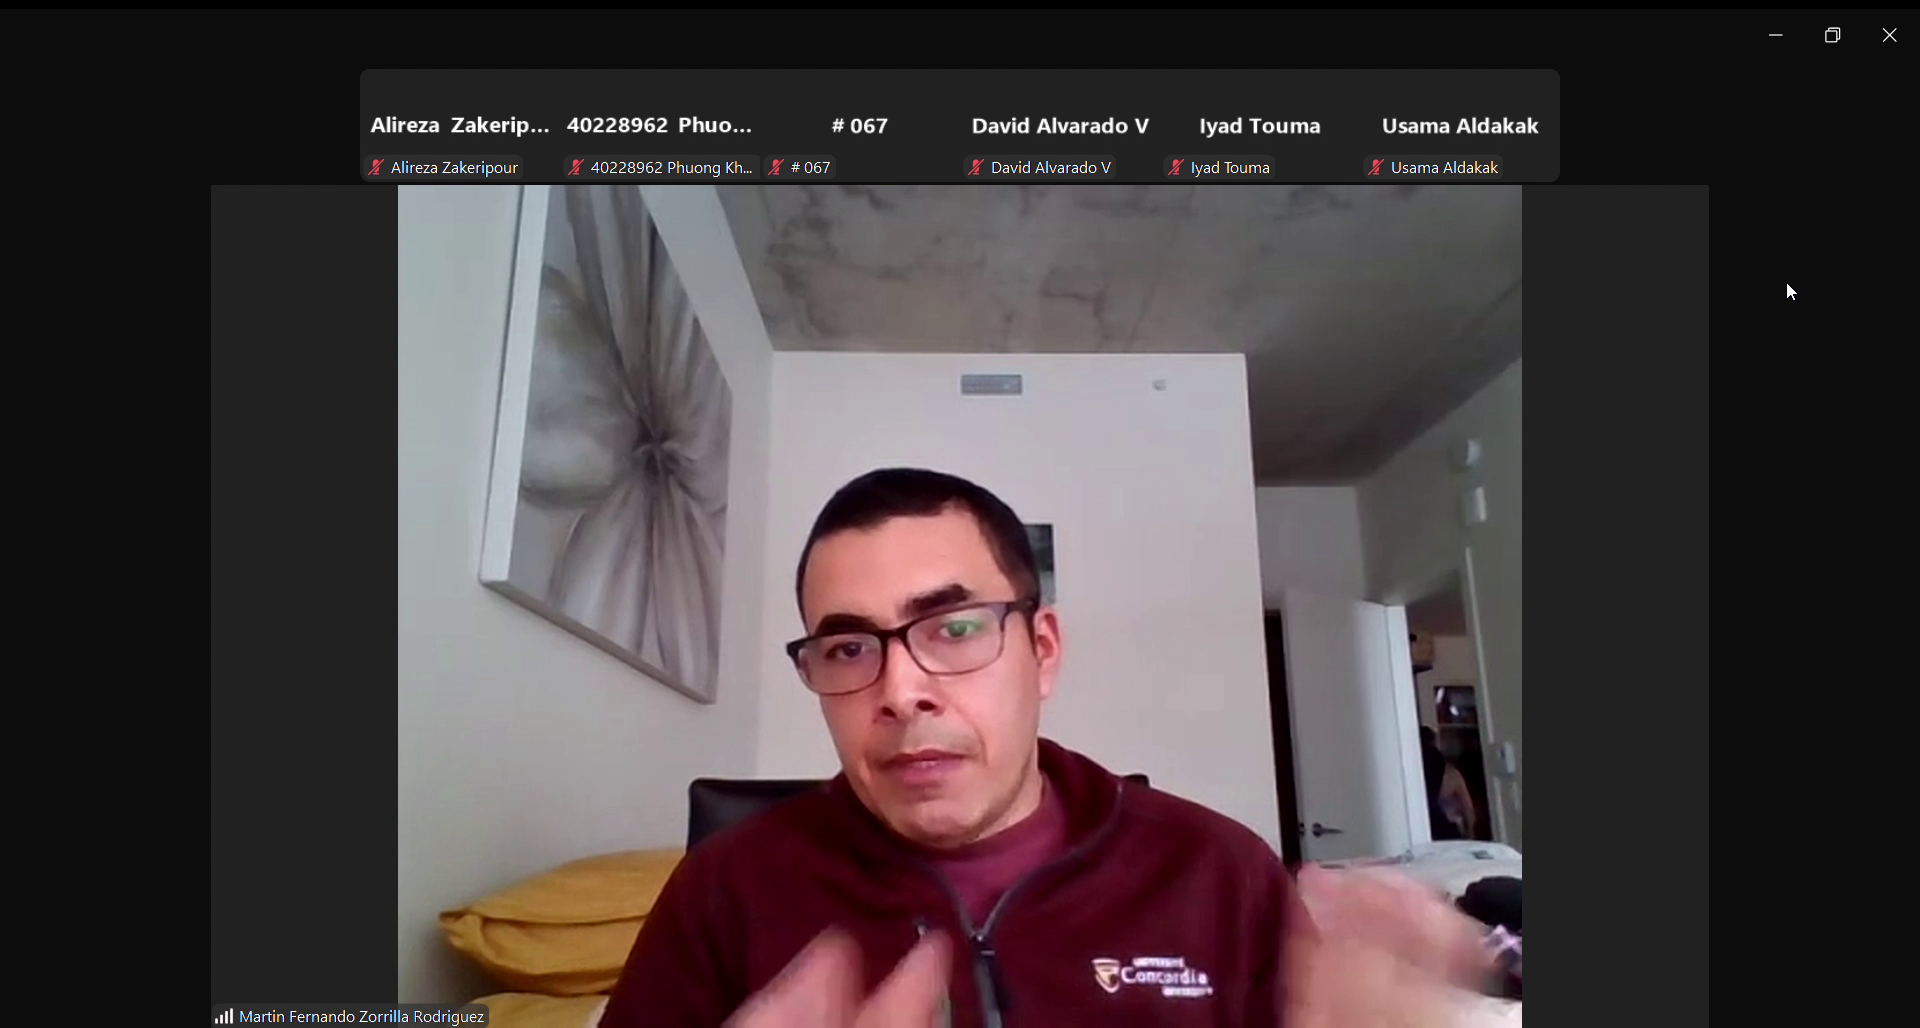 Alireza Zakerip...
40228962 Phuo...
# 067
David Alvarado V
Iyad Touma
Usama Aldakak
Alireza Zakeripour
40228962 Phuong Kh...
# 067
David Alvarado V
Iyad Touma
Usama Aldakak
Concordia
Martin Fernando Zorrilla Rodriguez